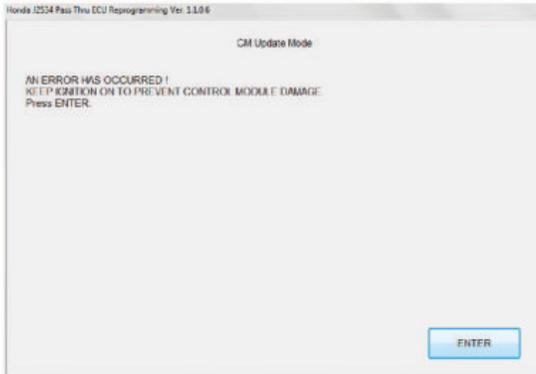 Honda J2534 Pass Thru ECU Reprogramming Ver. 1.1.0.6
CM Update Mode
AN ERROR HAS OCCURRED !
KEEP IGNITION ON TO PREVENT CONTROL MODULE DAMAGE
Press ENTER.
ENTER